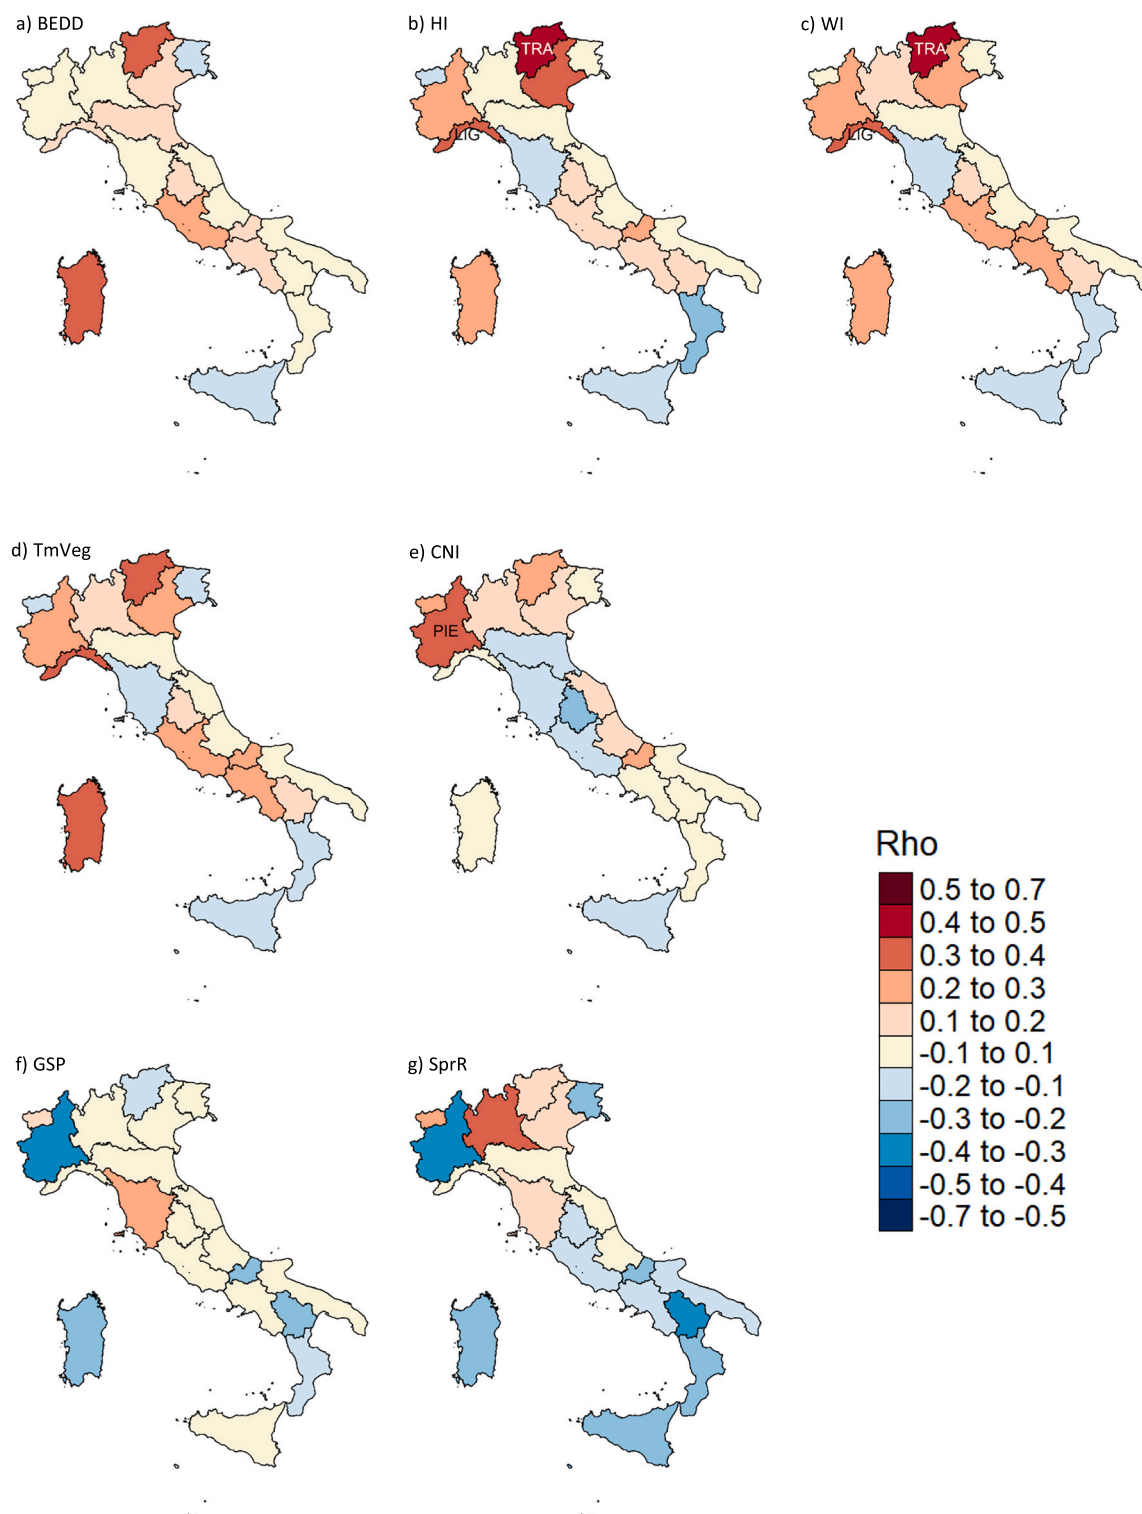 a) BEDD
b) HI
c) WI
TRA
TRA
LIG
LIG
d) TmVeg
e) CNI
PIE
Rho
0.5 to 0.7
0.4 to 0.5
0.3 to 0.4
0.2 to 0.3
0.1 to 0.2
-0.1 to 0.1
-0.2 to -0.1
-0.3 to -0.2
-0.4 to -0.3
-0.5 to -0.4
-0.7 to -0.5
f) GSP
g) SprR